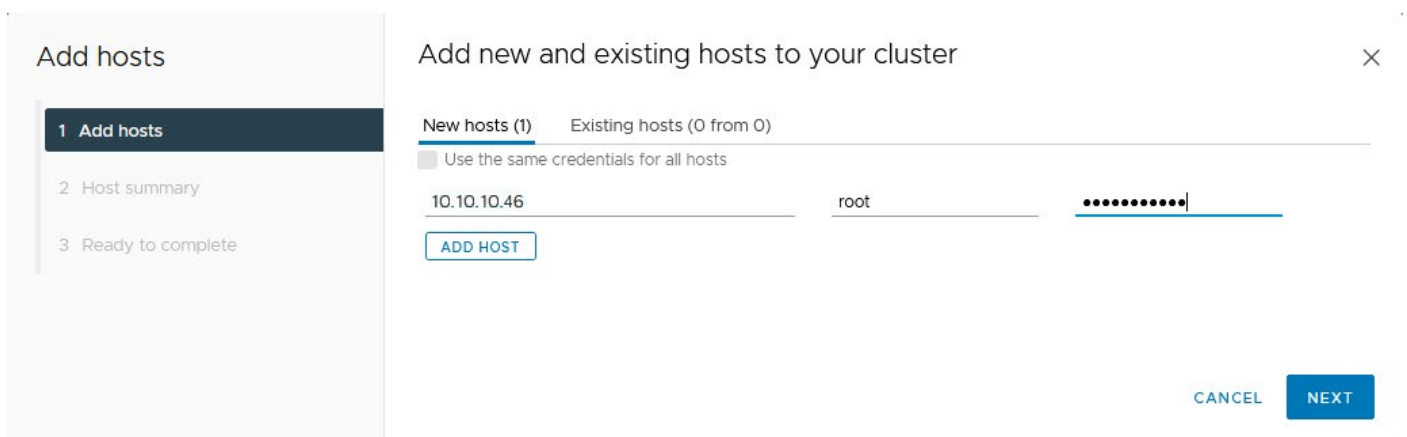 Add hosts
1 Add hosts
2 Host summary
3 Ready to complete
Add new and existing hosts to your cluster
New hosts (1) Existing hosts (0 from 0)
Use the same credentials for all hosts
10.10.10.46 root •••••••••••
ADD HOST
CANCEL NEXT